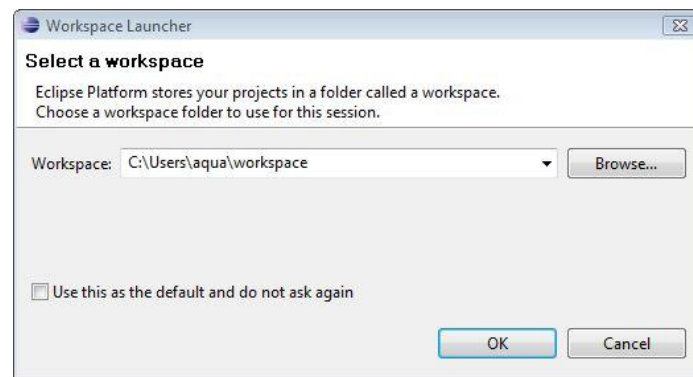 Workspace Launcher
Select a workspace
Eclipse Platform stores your projects in a folder called a workspace.
Choose a workspace folder to use for this session.
Workspace: C:\Users\aqua\workspace Browse...
Use this as the default and do not ask again
OK Cancel